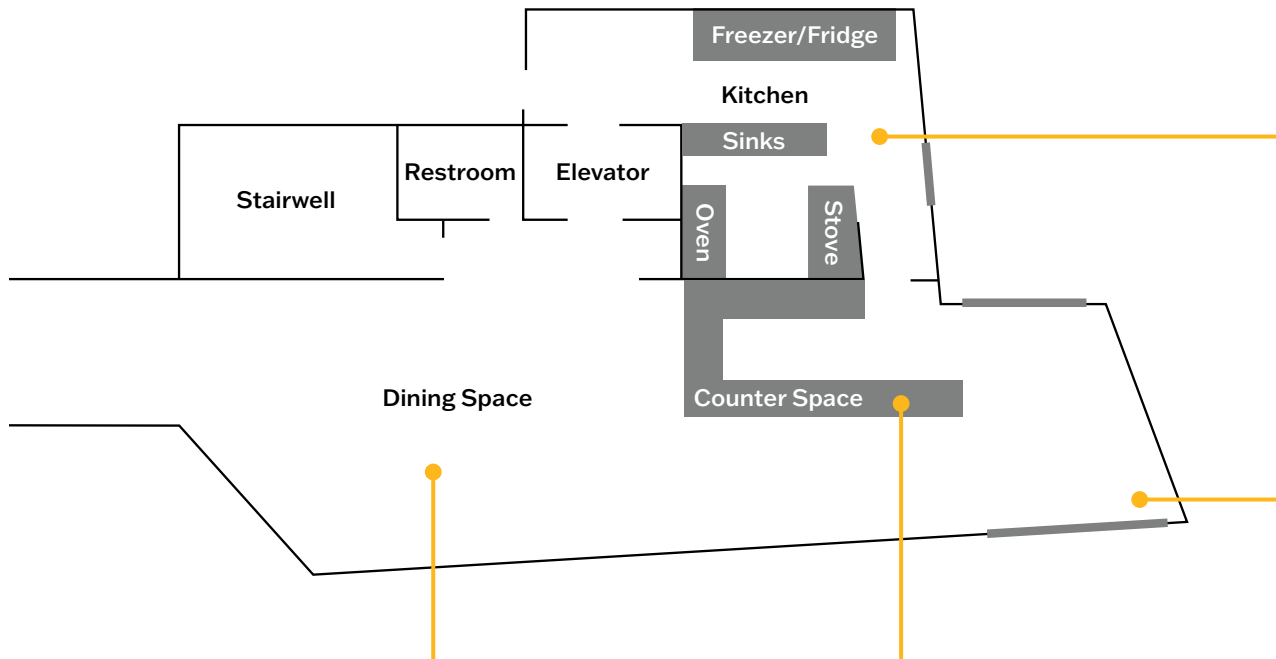 Freezer/Fridge
Kitchen
Sinks
Restroom
Elevator
Stairwell
Oven
Stove
Dining Space
Counter Space